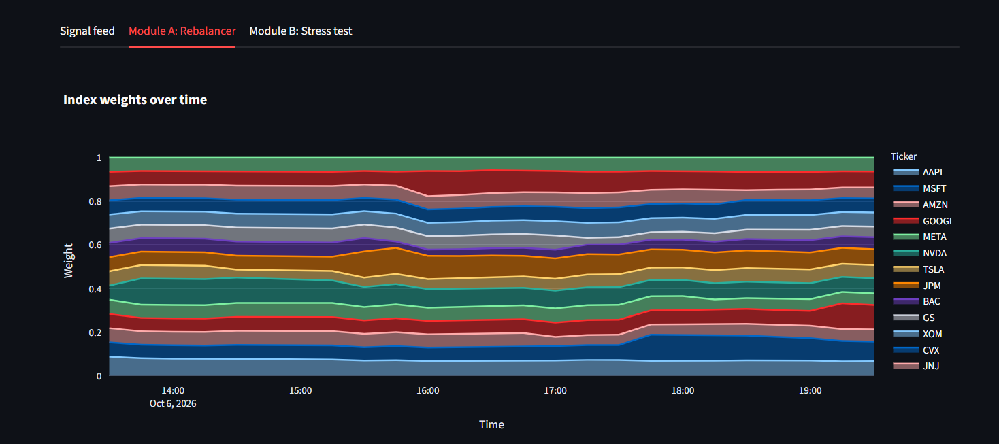 Signal feed Module A: Rebalancer Module B: Stress test
Index weights over time
Ticker
AAPL
MSFT
AMZN
GOOGL
META
NVDA
TSLA
JPM
BAC
GS
XOM
CVX
JNJ
Weight
1
0.8
0.6
0.4
0.2
0
14:00 15:00 16:00 17:00 18:00 19:00
Oct 6, 2026
Time